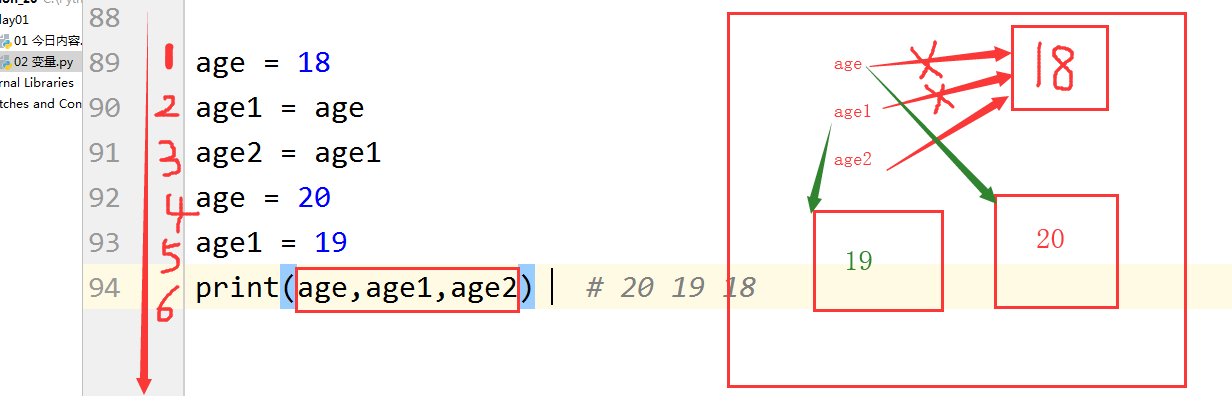 lay01
01 今日内容.
02 变量.py
rnal Libraries
tches and Con
88
89 1 age = 18
90 2 age1 = age
91 3 age2 = age1
92 4 age = 20
93 5 age1 = 19
94 6 print(age,age1,age2) # 20 19 18
age
18
age1
age2
19
20